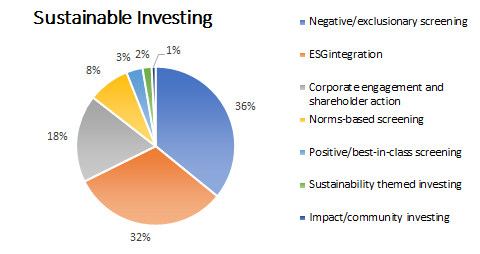 Sustainable Investing
36%
32%
18%
8%
3%
2%
1%
Negative/exclusionary screening
ESGintegration
Corporate engagement and
shareholder action
Norms-based screening
Positive/best-in-class screening
Sustainability themed investing
Impact/community investing